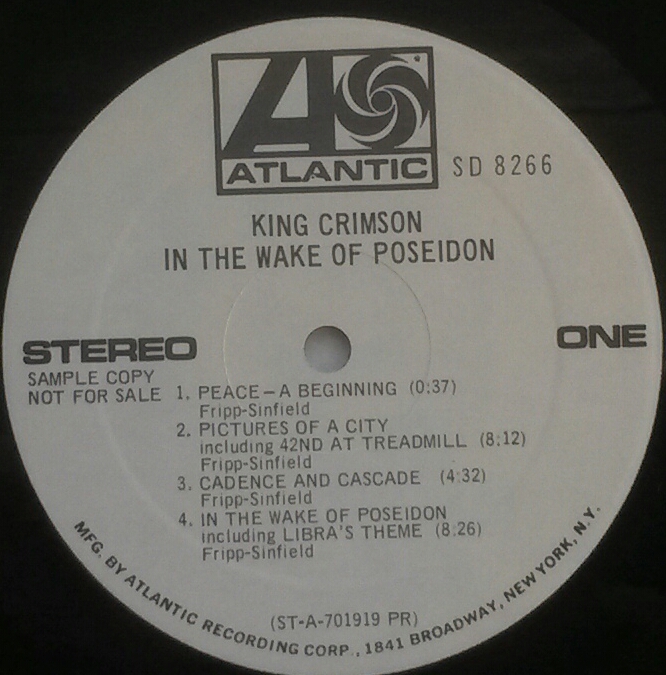 ATLANTIC
SD 8266
KING CRIMSON
IN THE WAKE OF POSEIDON
STEREO
ONE
SAMPLE COPY
NOT FOR SALE
1. PEACE – A BEGINNING (0:37)
Fripp-Sinfield
2. PICTURES OF A CITY
including 42ND AT TREADMILL (8:12)
Fripp-Sinfield
3. CADENCE AND CASCADE (4:32)
Fripp-Sinfield
4. IN THE WAKE OF POSEIDON
including LIBRA'S THEME (8:26)
Fripp-Sinfield
(ST-A-701919 PR)
MFG. BY ATLANTIC RECORDING CORP., 1841 BROADWAY, NEW YORK, N.Y.